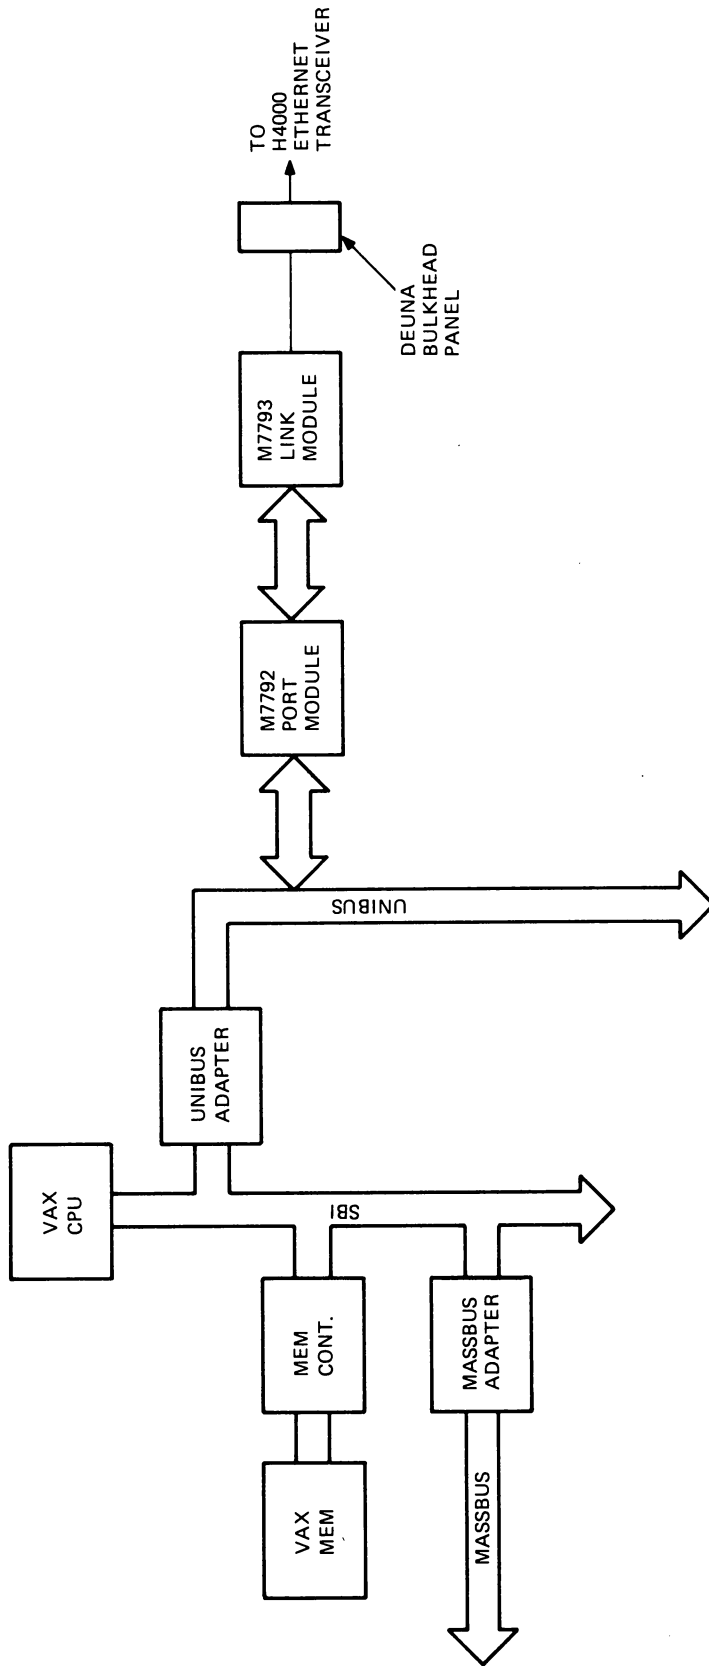 VAX
CPU
VAX
MEM
MEM
CONT.
SBI
UNIBUS
ADAPTER
MASSBUS
MASSBUS
ADAPTER
UNIBUS
M7792
PORT
MODULE
M7793
LINK
MODULE
DEUNA
BULKHEAD
PANEL
TO
H4000
ETHERNET
TRANSCEIVER